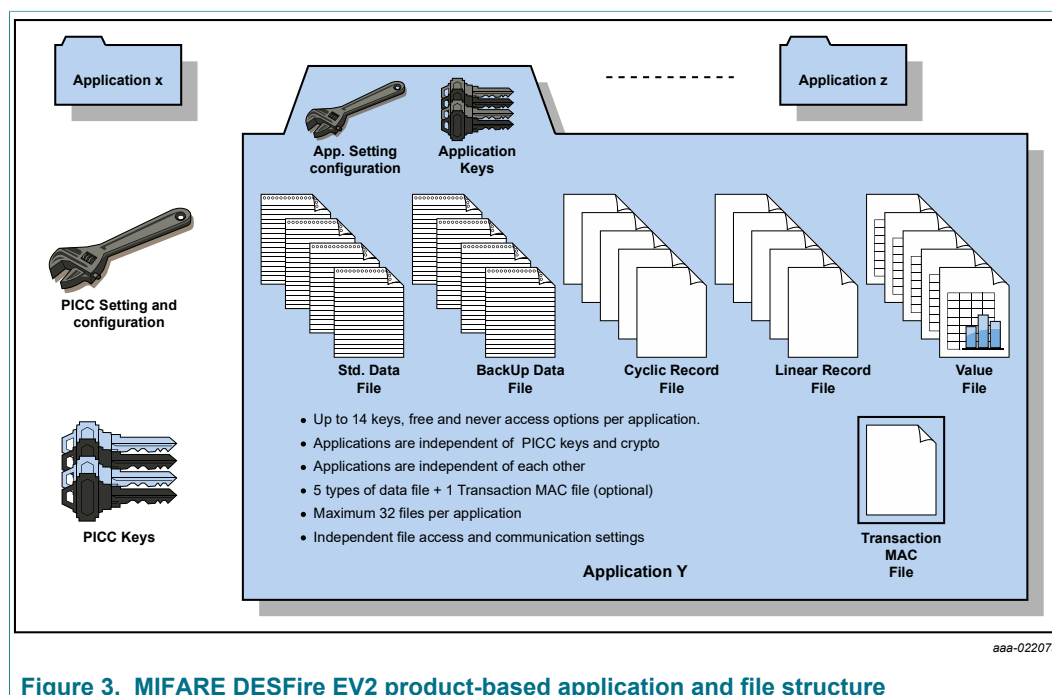 Application x
Application z
App. Setting
configuration
Application
Keys
PICC Setting and
configuration
Std. Data
File
BackUp Data
File
Cyclic Record
File
Linear Record
File
Value
File
• Up to 14 keys, free and never access options per application.
• Applications are independent of PICC keys and crypto
• Applications are independent of each other
• 5 types of data file + 1 Transaction MAC file (optional)
• Maximum 32 files per application
• Independent file access and communication settings
PICC Keys
Transaction
MAC
File
Application Y
aaa-02207
Figure 3. MIFARE DESFire EV2 product-based application and file structure